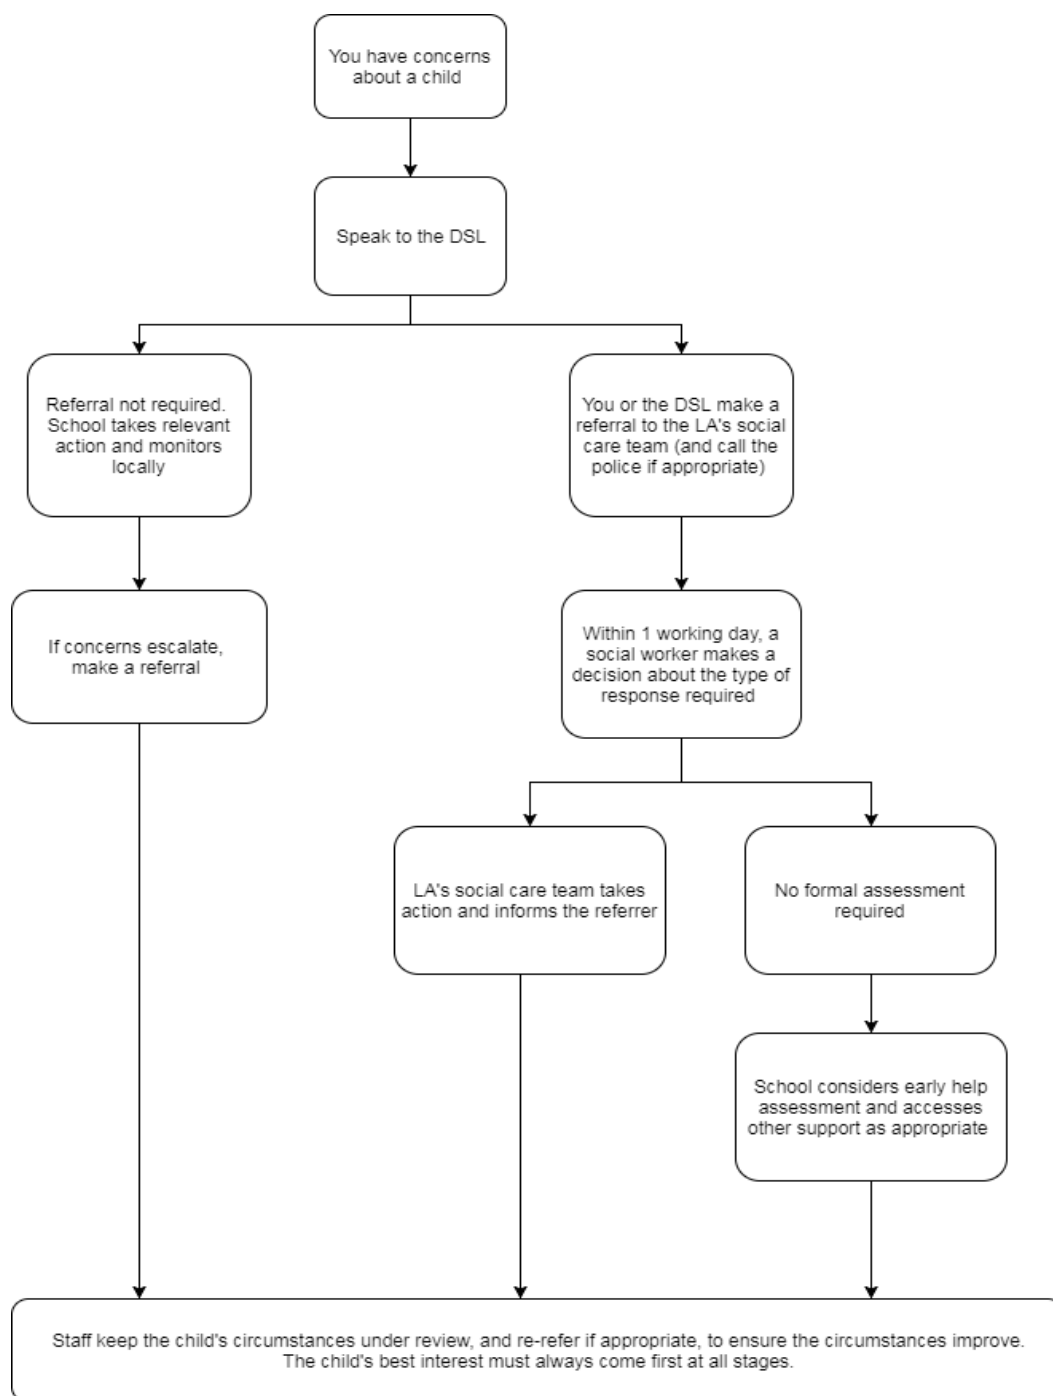 You have concerns
about a child
Speak to the DSL
Referral not required.
School takes relevant
action and monitors
locally
You or the DSL make a
referral to the LA's social
care team (and call the
police if appropriate)
If concerns escalate,
make a referral
Within 1 working day, a
social worker makes a
decision about the type of
response required
LA's social care team takes
action and informs the referrer
No formal assessment
required
School considers early help
assessment and accesses
other support as appropriate
Staff keep the child's circumstances under review, and re-refer if appropriate, to ensure the circumstances improve.
The child's best interest must always come first at all stages.